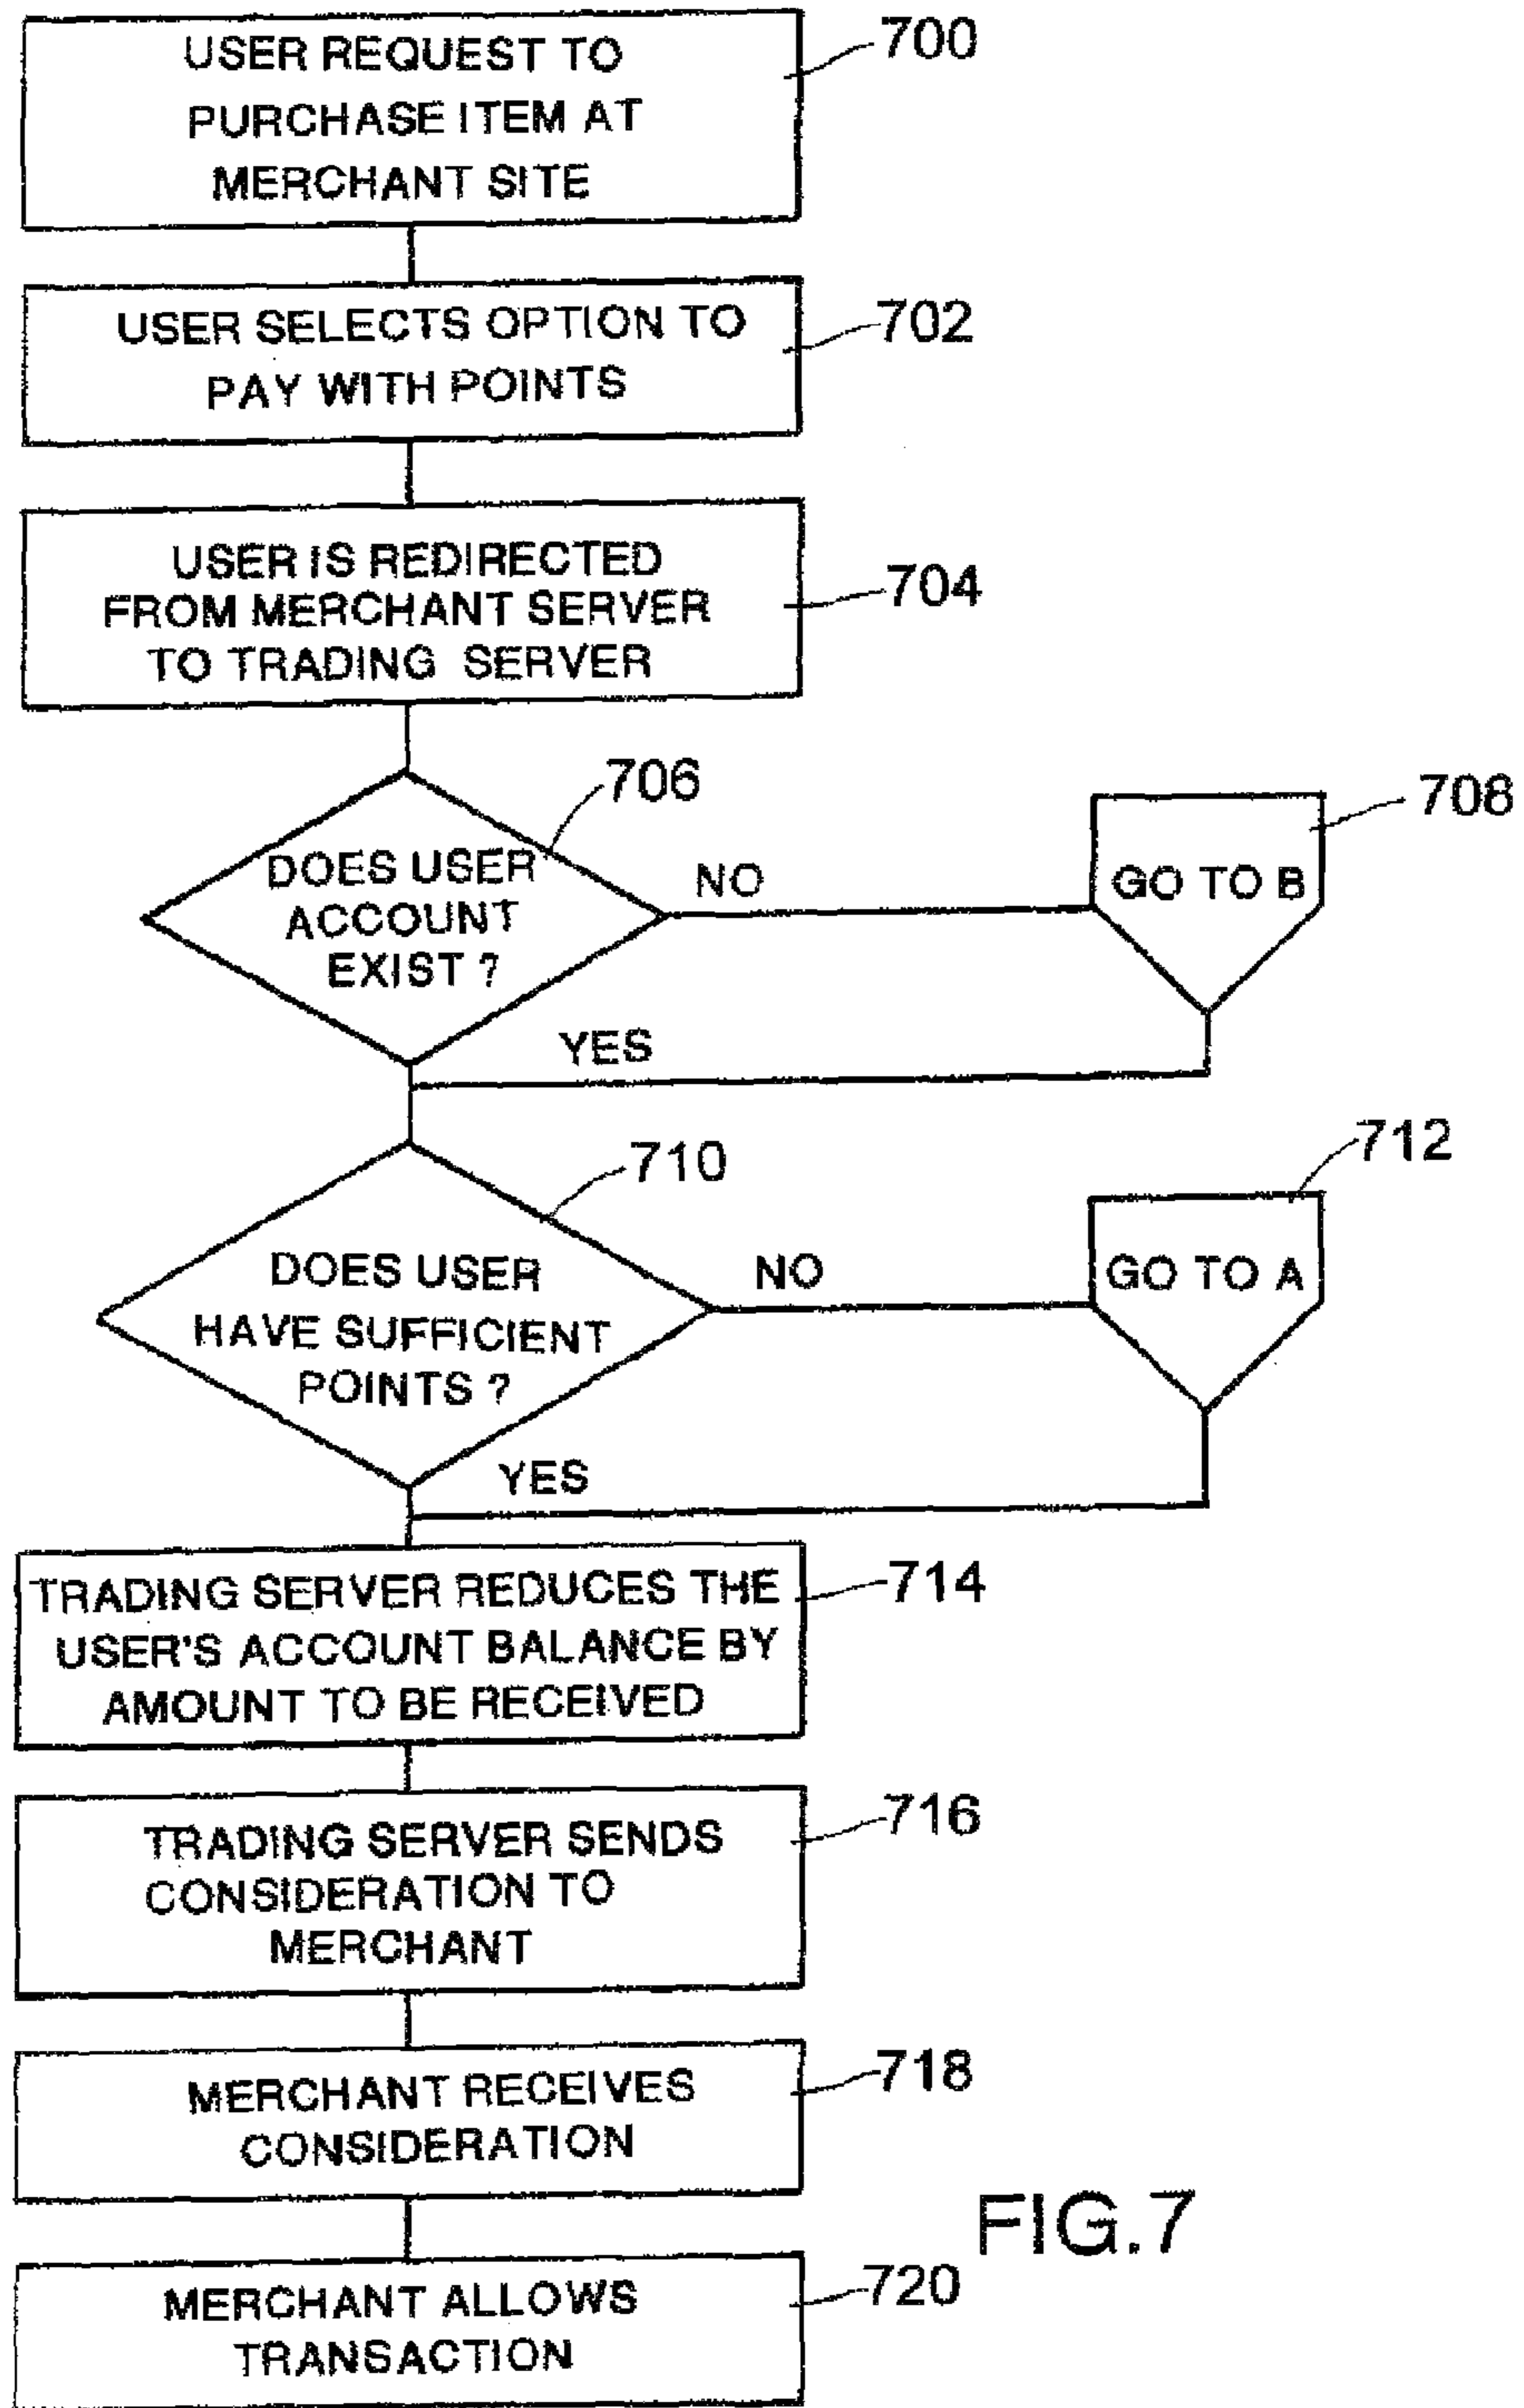 USER REQUEST TO
PURCHASE ITEM AT
MERCHANT SITE
700
USER SELECTS OPTION TO
PAY WITH POINTS
702
USER IS REDIRECTED
FROM MERCHANT SERVER
TO TRADING SERVER
704
DOES USER
ACCOUNT
EXIST ?
706
NO
GO TO B
708
YES
DOES USER
HAVE SUFFICIENT
POINTS ?
710
NO
GO TO A
712
YES
TRADING SERVER REDUCES THE
USER'S ACCOUNT BALANCE BY
AMOUNT TO BE RECEIVED
714
TRADING SERVER SENDS
CONSIDERATION TO
MERCHANT
716
MERCHANT RECEIVES
CONSIDERATION
718
MERCHANT ALLOWS
TRANSACTION
720
FIG.7